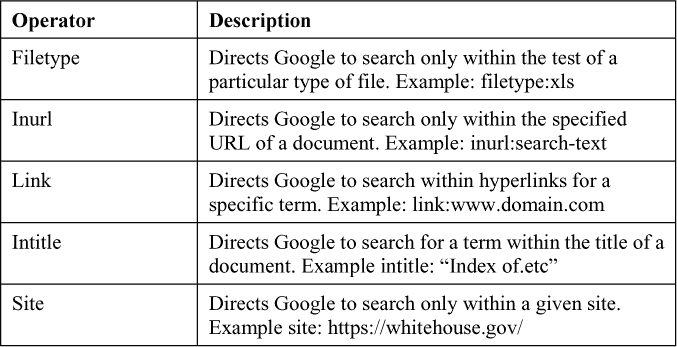 Operator Description
Filetype Directs Google to search only within the test of a
particular type of file. Example: filetype:xls
Inurl Directs Google to search only within the specified
URL of a document. Example: inurl:search-text
Link Directs Google to search within hyperlinks for a
specific term. Example: link:www.domain.com
Intitle Directs Google to search for a term within the title of a
document. Example intitle: “Index of.etc”
Site Directs Google to search only within a given site.
Example site: https://whitehouse.gov/